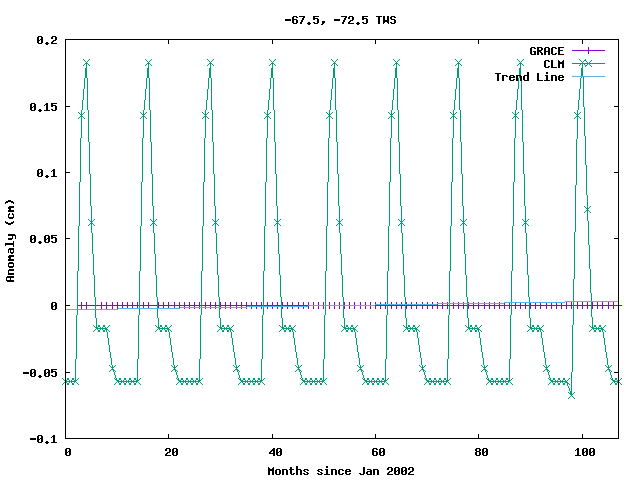 -67.5, -72.5 TWS
GRACE
CLM
Trend Line
0.2
0.15
0.1
0.05
0
-0.05
-0.1
Anomaly (cm)
0 20 40 60 80 100
Months since Jan 2002